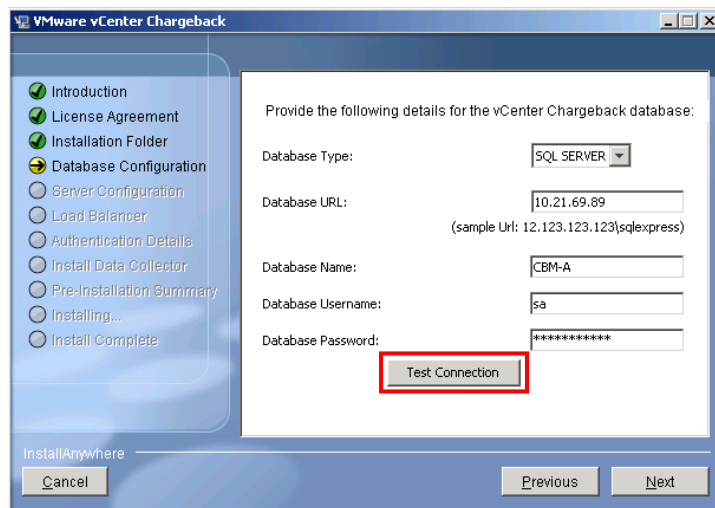 VMware vCenter Chargeback
Introduction
License Agreement
Installation Folder
Database Configuration
Server Configuration
Load Balancer
Authentication Details
Install Data Collector
Pre-Installation Summary
Installing...
Install Complete
Provide the following details for the vCenter Chargeback database:
Database Type: SQL SERVER
Database URL: 10.21.69.89
(sample Url: 12.123.123.123\sqlexpress)
Database Name: CBM-A
Database Username: sa
Database Password: ***********
Test Connection
InstallAnywhere
Cancel Previous Next